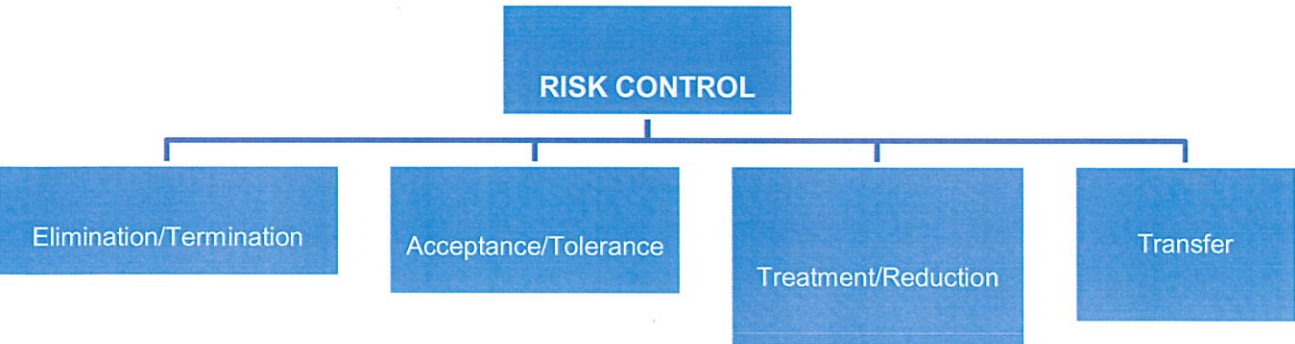 RISK CONTROL
Elimination/Termination
Acceptance/Tolerance
Treatment/Reduction
Transfer